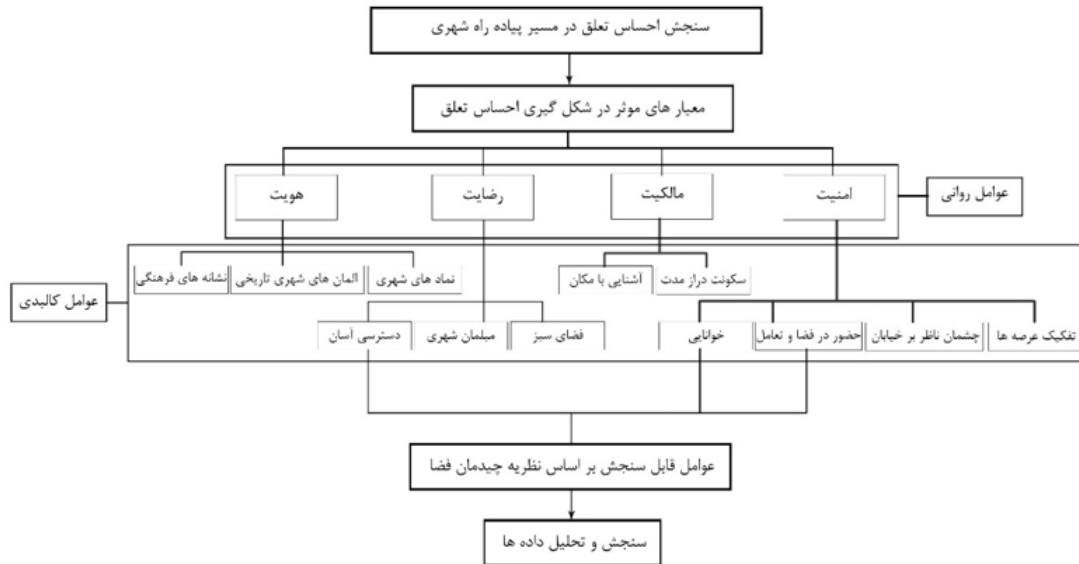 سنجش احساس تعلق در مسیر پیاده راه شهری
معیار های موثر در شکل گیری احساس تعلق
امنیت
مالکیت
رضایت
هویت
عوامل روانی
سکونت دراز مدت
آشنایی با مکان
نماد های شهری
المان های شهری تاریخی
نشانه های فرهنگی
عوامل کالبدی
تفکیک عرصه ها
چشمان ناظر بر خیابان
حضور در فضا و تعامل
خوانایی
فضای سبز
مبلمان شهری
دسترسی آسان
عوامل قابل سنجش بر اساس نظریه چیدمان فضا
سنجش و تحلیل داده ها